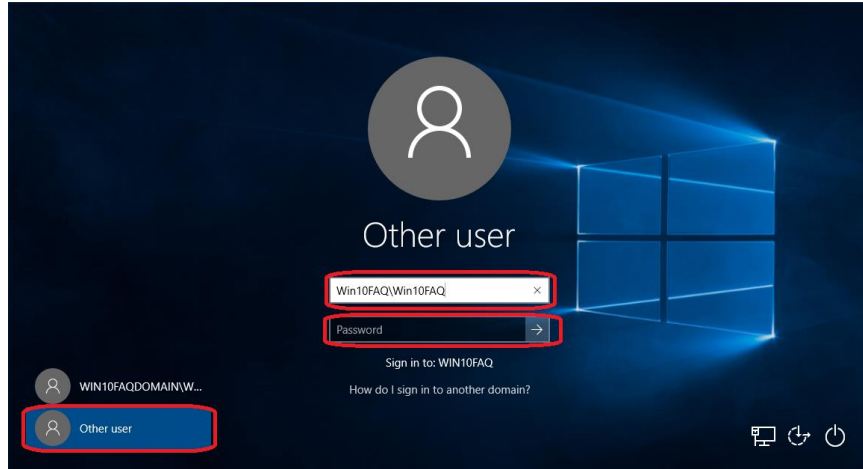 Other user
Win10FAQ\Win10FAQ
Password
Sign in to: WIN10FAQ
How do I sign in to another domain?
WIN10FAQDOMAIN\W...
Other user